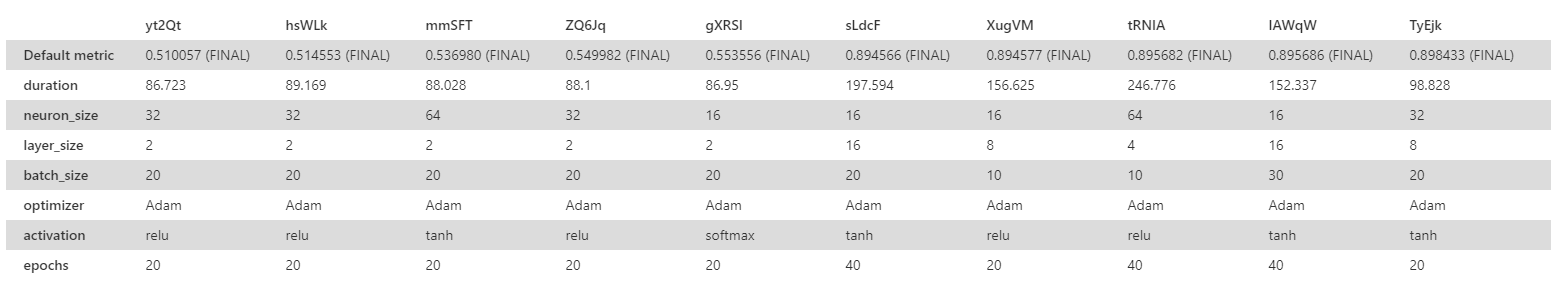 yt2Qt hsWLk mmSFT ZQ6Jq gXRSI sLdcF XugVM tRNIA IAWqW TyEjk
Default metric 0.510057 (FINAL) 0.514553 (FINAL) 0.536980 (FINAL) 0.549982 (FINAL) 0.553556 (FINAL) 0.894566 (FINAL) 0.894577 (FINAL) 0.895682 (FINAL) 0.895686 (FINAL) 0.898433 (FINAL)
duration 86.723 89.169 88.028 88.1 86.95 197.594 156.625 246.776 152.337 98.828
neuron_size 32 32 64 32 16 16 16 64 16 32
layer_size 2 2 2 2 2 16 8 4 16 8
batch_size 20 20 20 20 20 20 10 10 30 20
optimizer Adam Adam Adam Adam Adam Adam Adam Adam Adam Adam
activation relu relu tanh relu softmax tanh relu relu tanh tanh
epochs 20 20 20 20 20 40 20 40 40 20